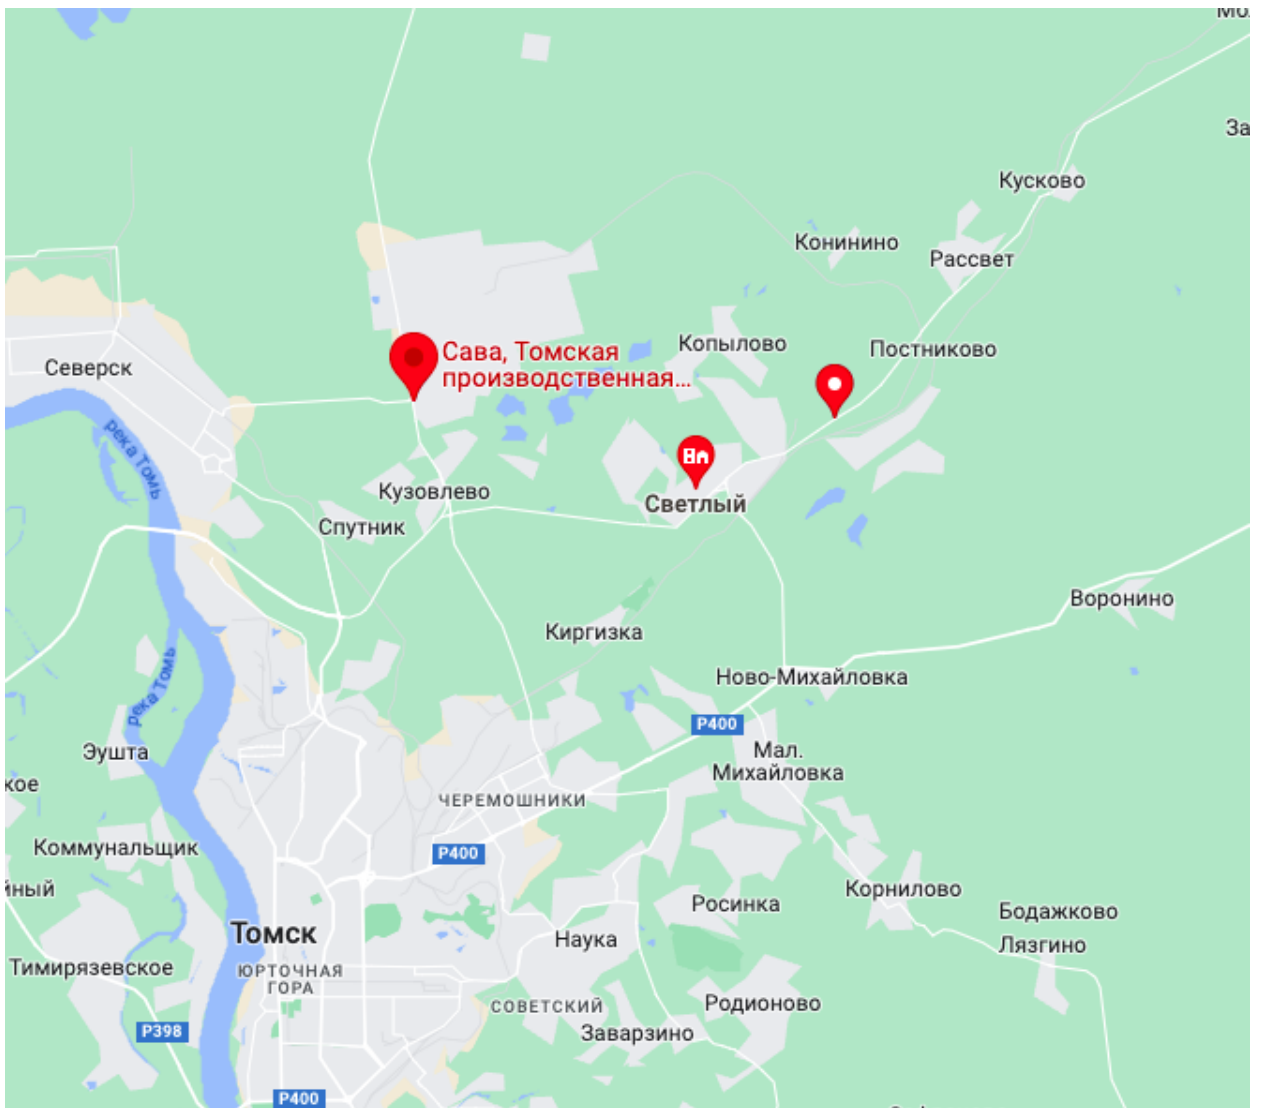 Кусково
Конинино
Рассвет
Сава, Томская
производственная...
Копылово
Постниково
Северск
река Томь
Кузовлево
Светлый
Спутник
Воронино
Киргизка
река Томь
Ново-Михайловка
Р400
Эушта
Мал.
Михайловка
кое
ЧЕРЕМОШНИКИ
Р400
Коммунальщик
йный
Корнилово
Росинка
Бодажково
Томск
Наука
Лязгино
Тимирязевское
ЮРТОЧНАЯ
ГОРА
СОВЕТСКИЙ
Родионово
Р398
Заварзино
Р400